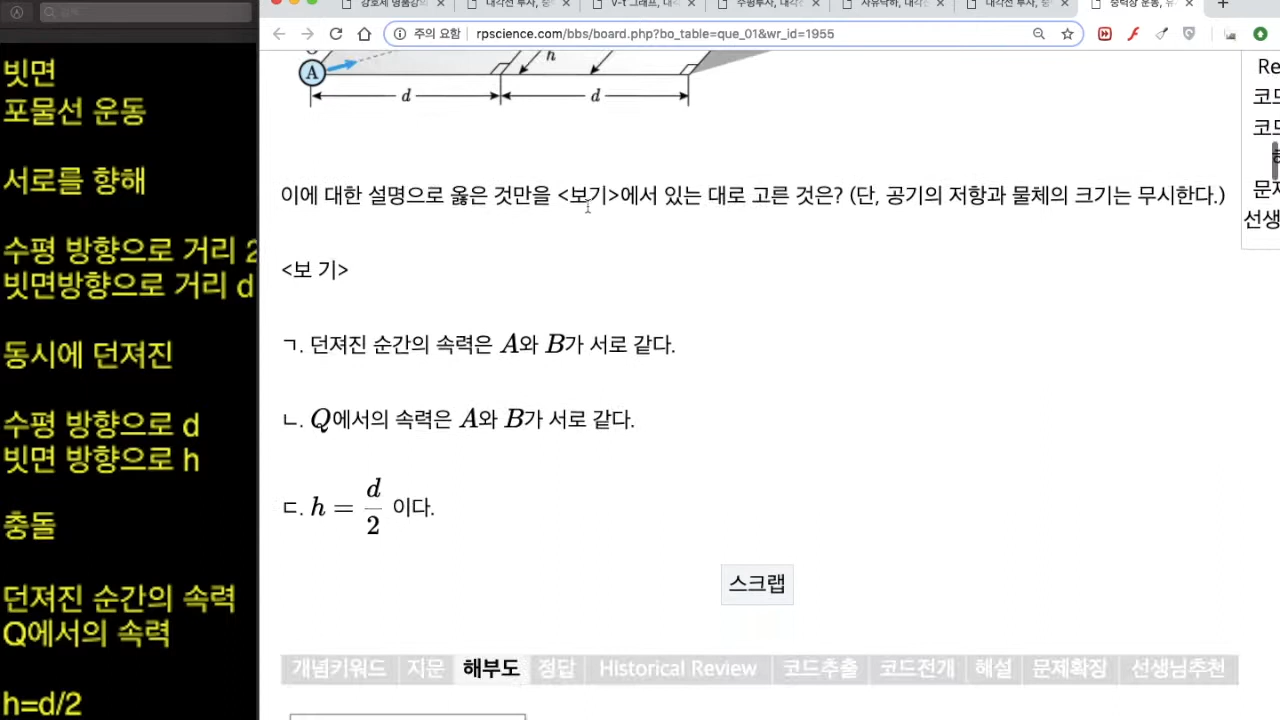 주의 요함 rpscience.com/bbs/board.php?bo_table=que_01&wr_id=1955
빗면
포물선 운동
서로를 향해
수평 방향으로 거리 2
빗면방향으로 거리 d
동시에 던져진
수평 방향으로 d
빗면 방향으로 h
충돌
던져진 순간의 속력
Q에서의 속력
h=d/2
h
A
d d
이에 대한 설명으로 옳은 것만을 <보기>에서 있는 대로 고른 것은? (단, 공기의 저항과 물체의 크기는 무시한다.)
<보 기>
ㄱ. 던져진 순간의 속력은 A와 B가 서로 같다.
ㄴ. Q에서의 속력은 A와 B가 서로 같다.
ㄷ. h = d/2 이다.
스크랩
개념키워드 지문 해부도 정답 Historical Review 코드추출 코드전개 해설 문제확장 선생님추천
Re
코드
코드
문제
선생